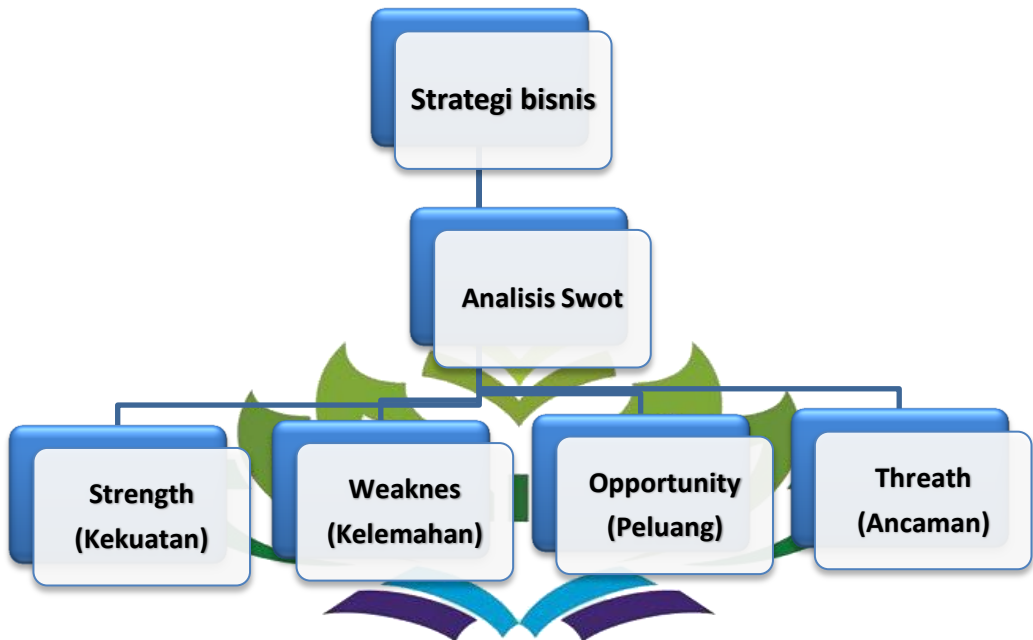 Strategi bisnis
Analisis Swot
Strength
(Kekuatan)
Weaknes
(Kelemahan)
Opportunity
(Peluang)
Threath
(Ancaman)